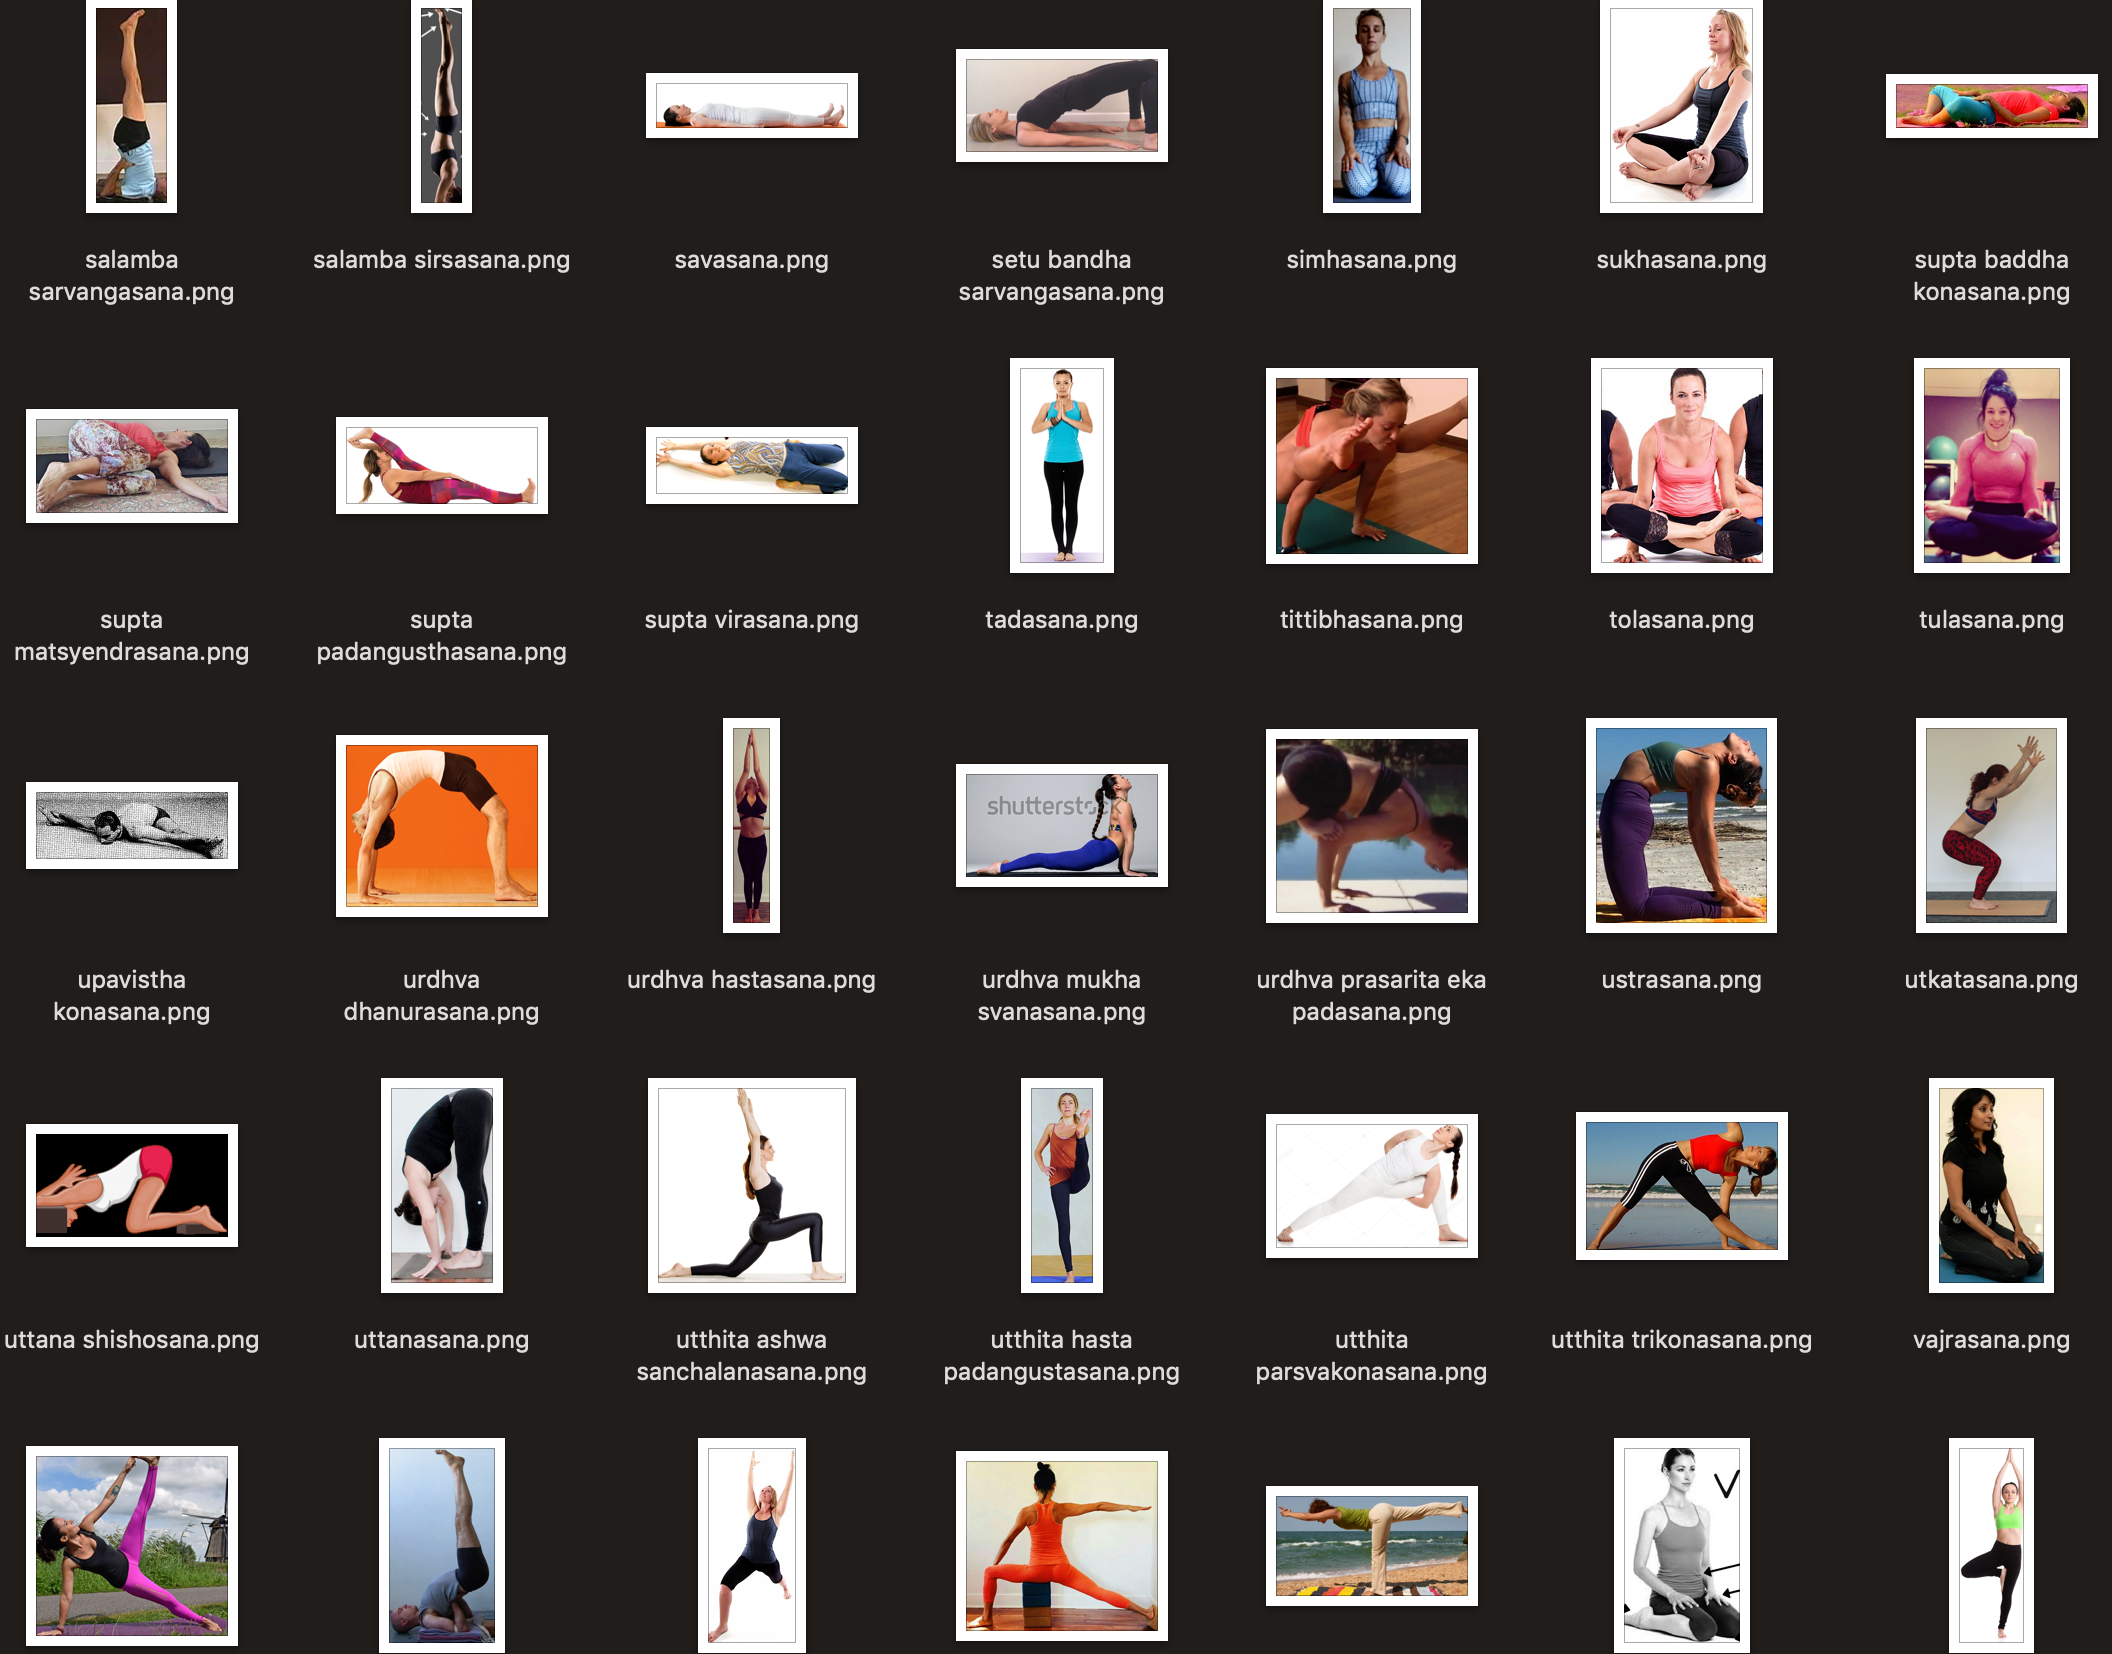 salamba
sarvangasana.png
salamba sirsasana.png
savasana.png
setu bandha
sarvangasana.png
simhasana.png
sukhasana.png
supta baddha
konasana.png
supta
matsyendrasana.png
supta
padangusthasana.png
supta virasana.png
tadasana.png
tittibhasana.png
tolasana.png
tulasana.png
shutterstock
upavistha
konasana.png
urdhva
dhanurasana.png
urdhva hastasana.png
urdhva mukha
svanasana.png
urdhva prasarita eka
padasana.png
ustrasana.png
utkatasana.png
uttana shishosana.png
uttanasana.png
utthita ashwa
sanchalanasana.png
utthita hasta
padangustasana.png
utthita
parsvakonasana.png
utthita trikonasana.png
vajrasana.png
V